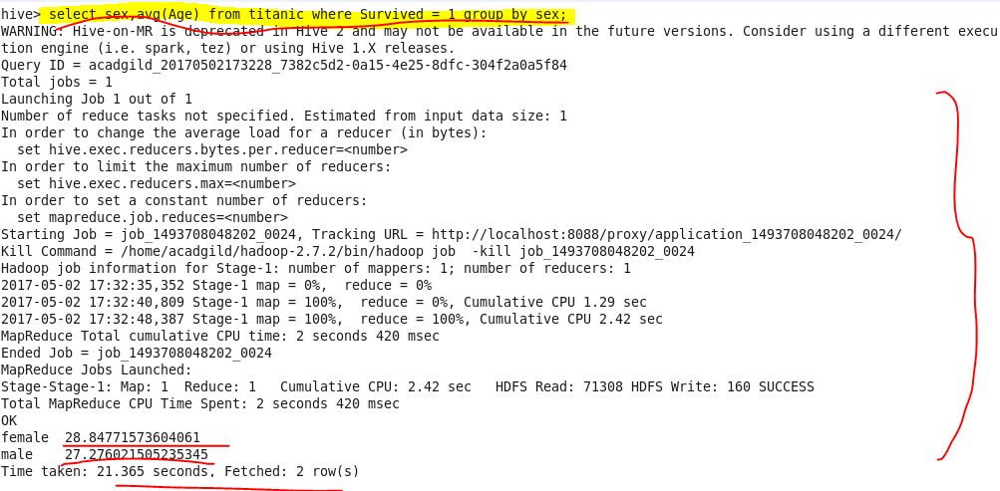 hive> select sex,avg(Age) from titanic where Survived = 1 group by sex;
WARNING: Hive-on-MR is deprecated in Hive 2 and may not be available in the future versions. Consider using a different execu
tion engine (i.e. spark, tez) or using Hive 1.X releases.
Query ID = acadgild_20170502173228_7382c5d2-0a15-4e25-8dfc-304f2a0a5f84
Total jobs = 1
Launching Job 1 out of 1
Number of reduce tasks not specified. Estimated from input data size: 1
In order to change the average load for a reducer (in bytes):
  set hive.exec.reducers.bytes.per.reducer=<number>
In order to limit the maximum number of reducers:
  set hive.exec.reducers.max=<number>
In order to set a constant number of reducers:
  set mapreduce.job.reduces=<number>
Starting Job = job_1493708048202_0024, Tracking URL = http://localhost:8088/proxy/application_1493708048202_0024/
Kill Command = /home/acadgild/hadoop-2.7.2/bin/hadoop job  -kill job_1493708048202_0024
Hadoop job information for Stage-1: number of mappers: 1; number of reducers: 1
2017-05-02 17:32:35,352 Stage-1 map = 0%,  reduce = 0%
2017-05-02 17:32:40,809 Stage-1 map = 100%,  reduce = 0%, Cumulative CPU 1.29 sec
2017-05-02 17:32:48,387 Stage-1 map = 100%,  reduce = 100%, Cumulative CPU 2.42 sec
MapReduce Total cumulative CPU time: 2 seconds 420 msec
Ended Job = job_1493708048202_0024
MapReduce Jobs Launched:
Stage-Stage-1: Map: 1  Reduce: 1   Cumulative CPU: 2.42 sec   HDFS Read: 71308 HDFS Write: 160 SUCCESS
Total MapReduce CPU Time Spent: 2 seconds 420 msec
OK
female  28.84771573604061
male    27.276021505235345
Time taken: 21.365 seconds, Fetched: 2 row(s)